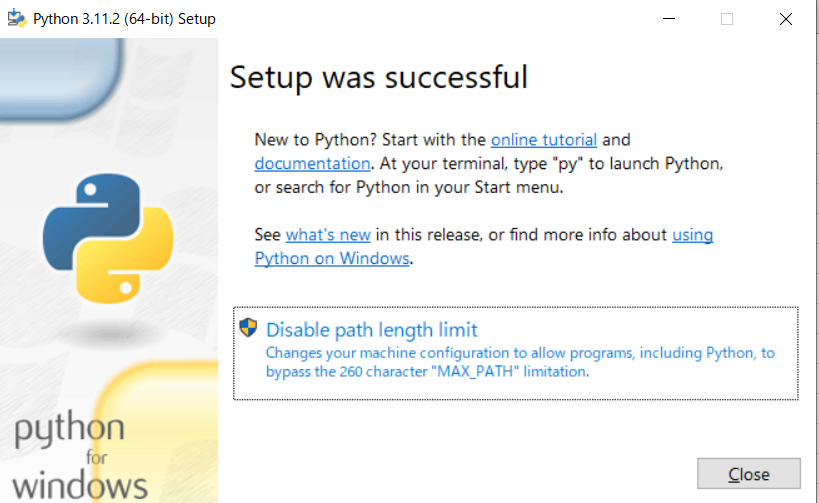 Python 3.11.2 (64-bit) Setup
Setup was successful
New to Python? Start with the online tutorial and
documentation. At your terminal, type "py" to launch Python,
or search for Python in your Start menu.
See what's new in this release, or find more info about using
Python on Windows.
Disable path length limit
Changes your machine configuration to allow programs, including Python, to
bypass the 260 character "MAX_PATH" limitation.
python
for
windows
Close